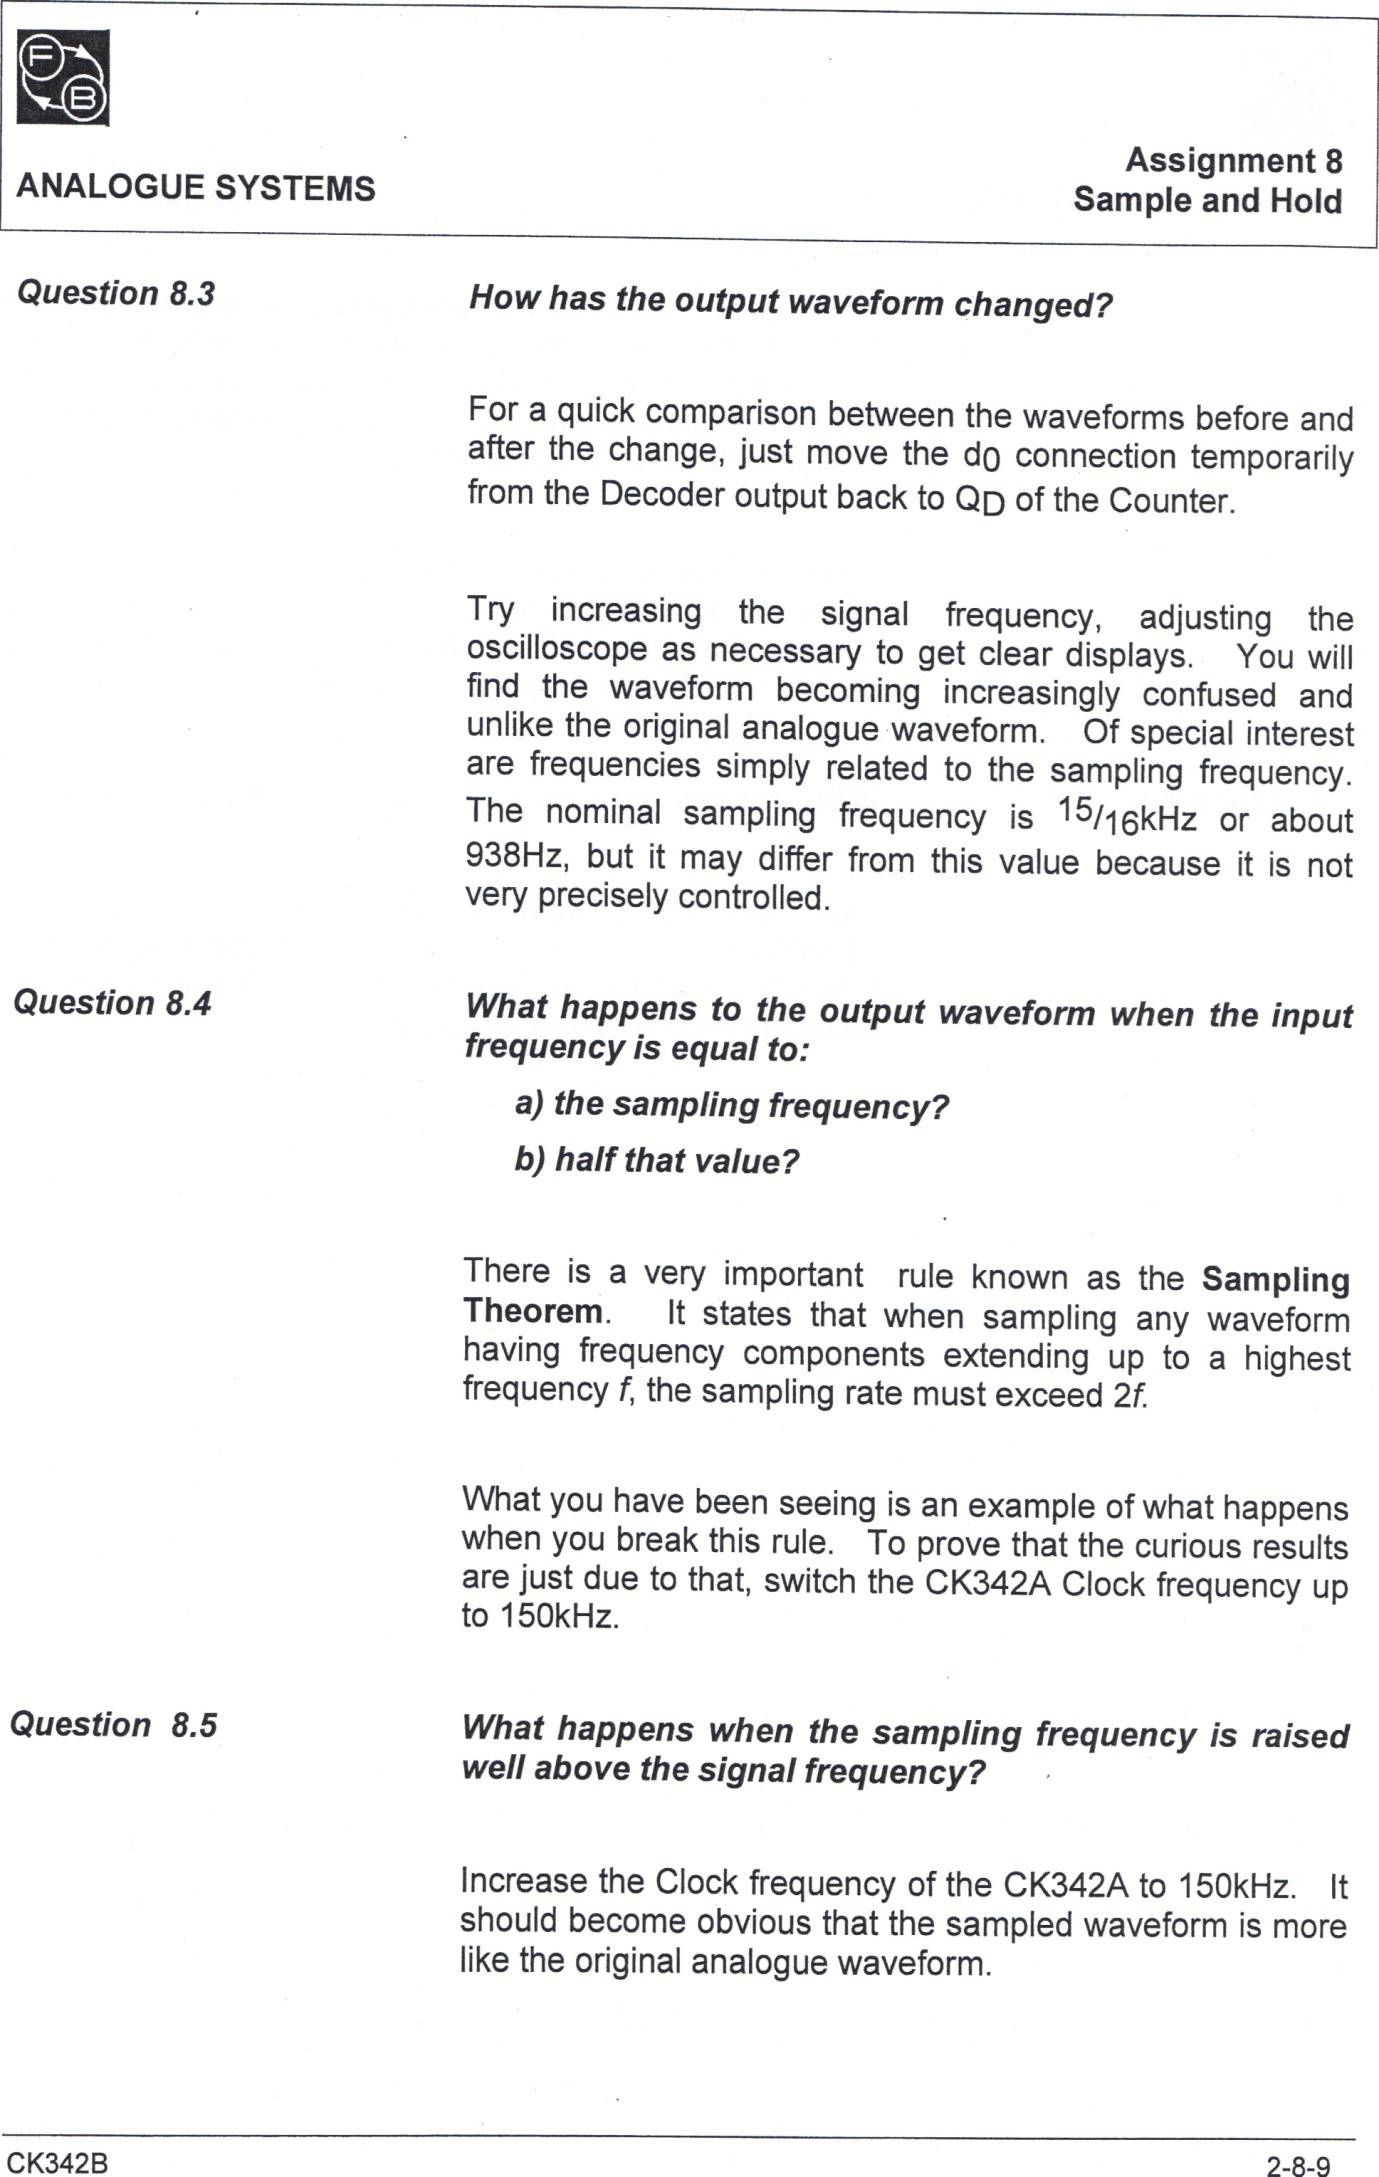 F
B
ANALOGUE SYSTEMS
Assignment 8
Sample and Hold
Question 8.3
How has the output waveform changed?
For a quick comparison between the waveforms before and
after the change, just move the d0 connection temporarily
from the Decoder output back to QD of the Counter.
Try increasing the signal frequency, adjusting the
oscilloscope as necessary to get clear displays. You will
find the waveform becoming increasingly confused and
unlike the original analogue waveform. Of special interest
are frequencies simply related to the sampling frequency.
The nominal sampling frequency is 15/16kHz or about
938Hz, but it may differ from this value because it is not
very precisely controlled.
Question 8.4
What happens to the output waveform when the input
frequency is equal to:
a) the sampling frequency?
b) half that value?
There is a very important rule known as the Sampling
Theorem. It states that when sampling any waveform
having frequency components extending up to a highest
frequency f, the sampling rate must exceed 2f.
What you have been seeing is an example of what happens
when you break this rule. To prove that the curious results
are just due to that, switch the CK342A Clock frequency up
to 150kHz.
Question 8.5
What happens when the sampling frequency is raised
well above the signal frequency?
Increase the Clock frequency of the CK342A to 150kHz. It
should become obvious that the sampled waveform is more
like the original analogue waveform.
CK342B
2-8-9